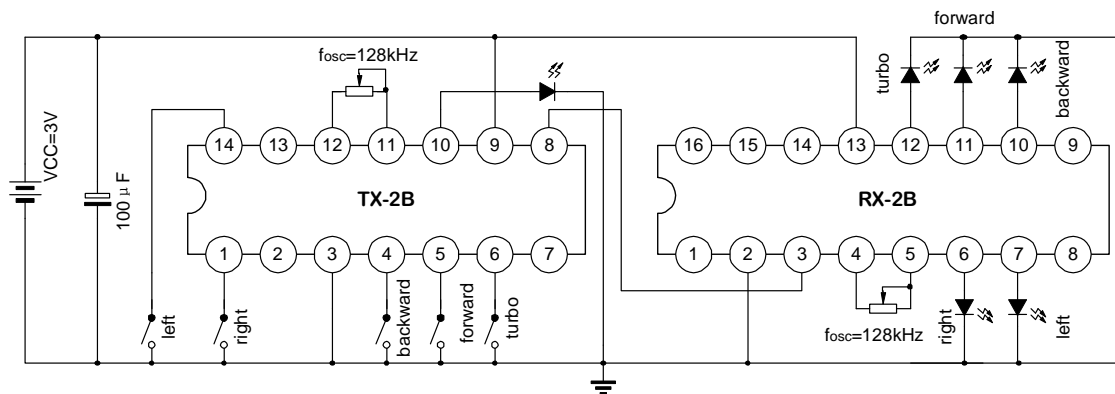 forward
fosc=128kHz
turbo
backward
VCC=3V
100 μF
14 13 12 11 10 9 8
16 15 14 13 12 11 10 9
TX-2B
RX-2B
1 2 3 4 5 6 7
1 2 3 4 5 6 7 8
left
right
backward
forward
turbo
fosc=128kHz
right
left